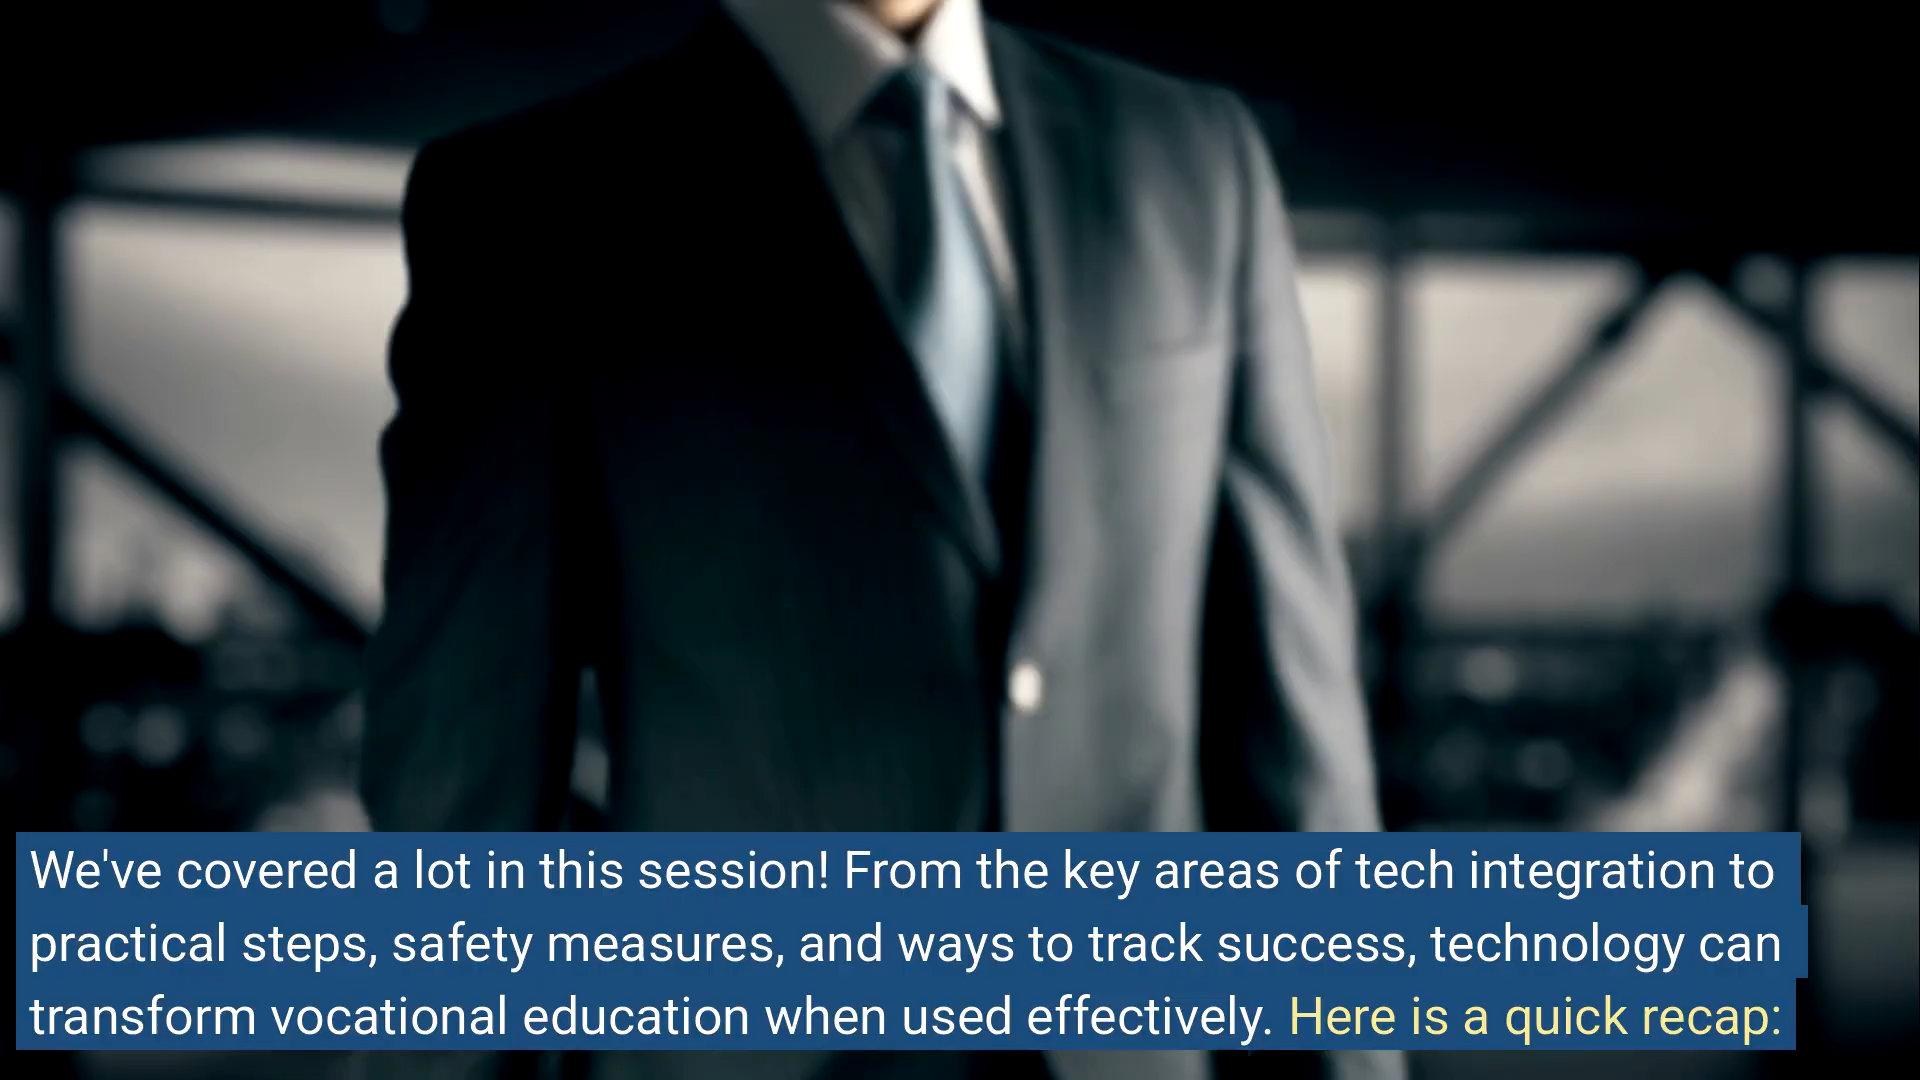 We've covered a lot in this session! From the key areas of tech integration to
practical steps, safety measures, and ways to track success, technology can
transform vocational education when used effectively. Here is a quick recap: